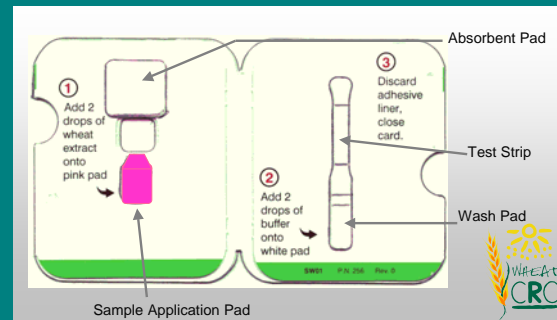 Absorbent Pad
1
Add 2
drops of
wheat
extract
onto
pink pad
3
Discard
adhesive
liner,
close
card.
Test Strip
2
Add 2
drops of
buffer
onto
white pad
Wash Pad
SW01 P.N. 256 Rev. 0
Sample Application Pad
CRC